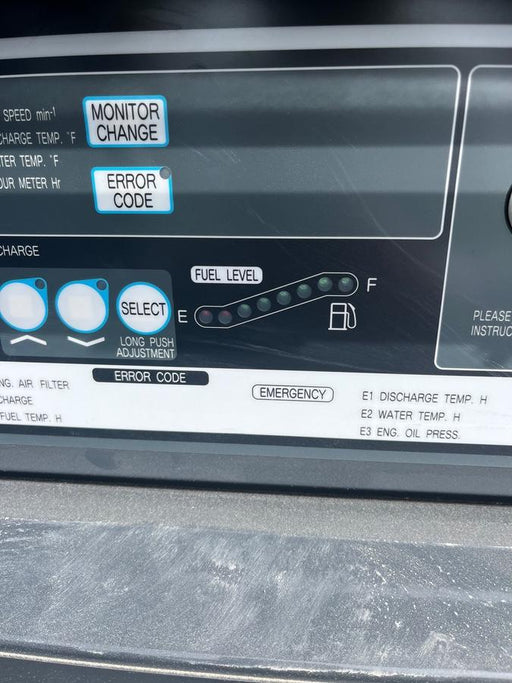 SPEED min-¹
MONITOR
CHANGE
CHARGE TEMP. °F
TER TEMP. °F
OUR METER Hr
ERROR
CODE
CHARGE
FUEL LEVEL
E
F
SELECT
LONG PUSH
ADJUSTMENT
PLEASE
INSTRUC
ERROR CODE
NG. AIR FILTER
CHARGE
FUEL TEMP. H
EMERGENCY
E1 DISCHARGE TEMP. H
E2 WATER TEMP. H
E3 ENG. OIL PRESS.